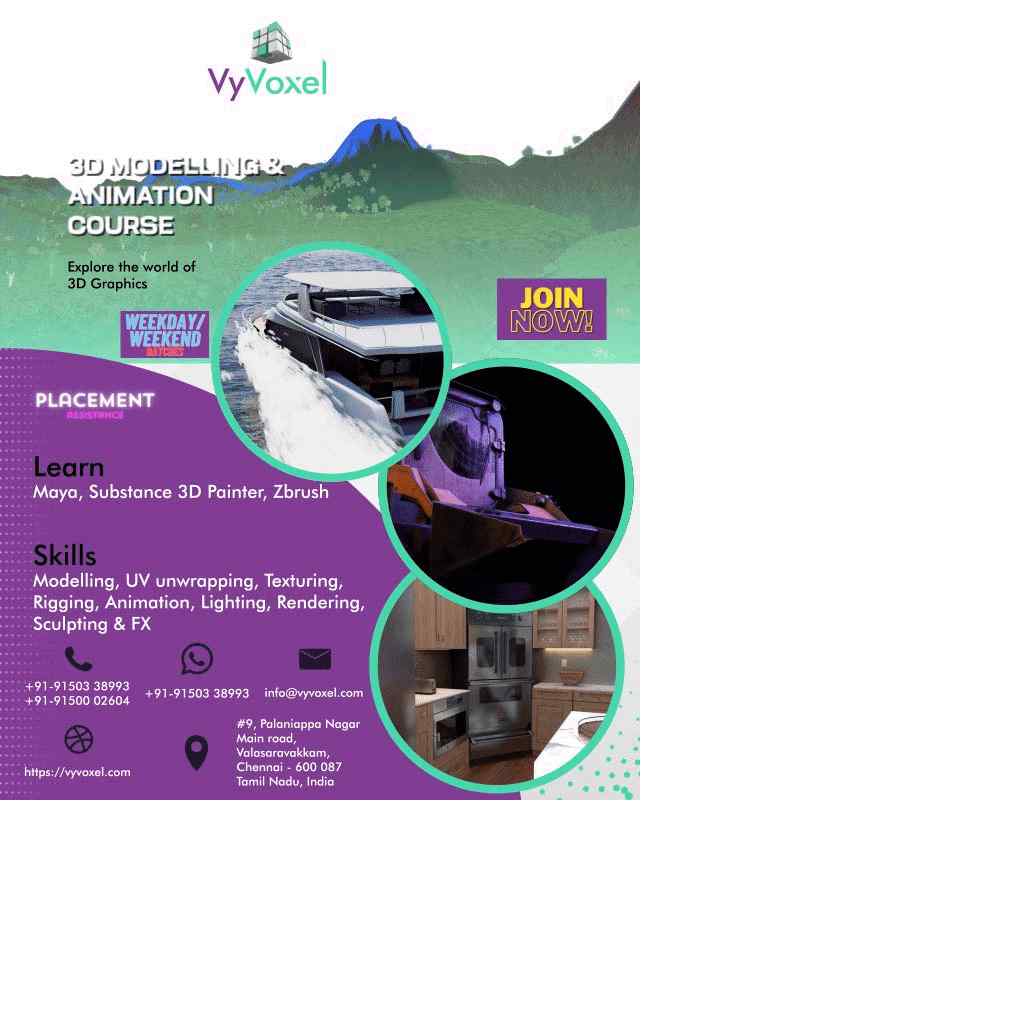 VyVoxel
3D MODELLING &
ANIMATION
COURSE
Explore the world of
3D Graphics
WEEKDAY/
WEEKEND
BATCHES
JOIN
NOW!
PLACEMENT
ASSISTANCE
Learn
Maya, Substance 3D Painter, Zbrush
Skills
Modelling, UV unwrapping, Texturing,
Rigging, Animation, Lighting, Rendering,
Sculpting & FX
+91-91503 38993
+91-91500 02604
+91-91503 38993
info@vyvoxel.com
https://vyvoxel.com
#9, Palaniappa Nagar
Main road,
Valasaravakkam,
Chennai - 600 087
Tamil Nadu, India